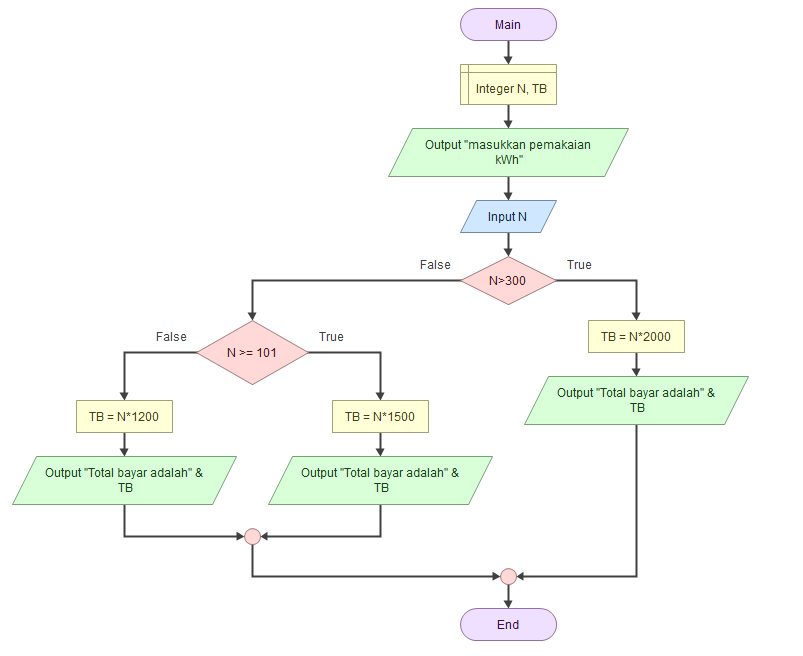 Main
Integer N, TB
Output "masukkan pemakaian
kWh"
Input N
False
N>300
True
False
N >= 101
True
TB = N*2000
Output "Total bayar adalah" &
TB
TB = N*1200
TB = N*1500
Output "Total bayar adalah" &
TB
Output "Total bayar adalah" &
TB
End